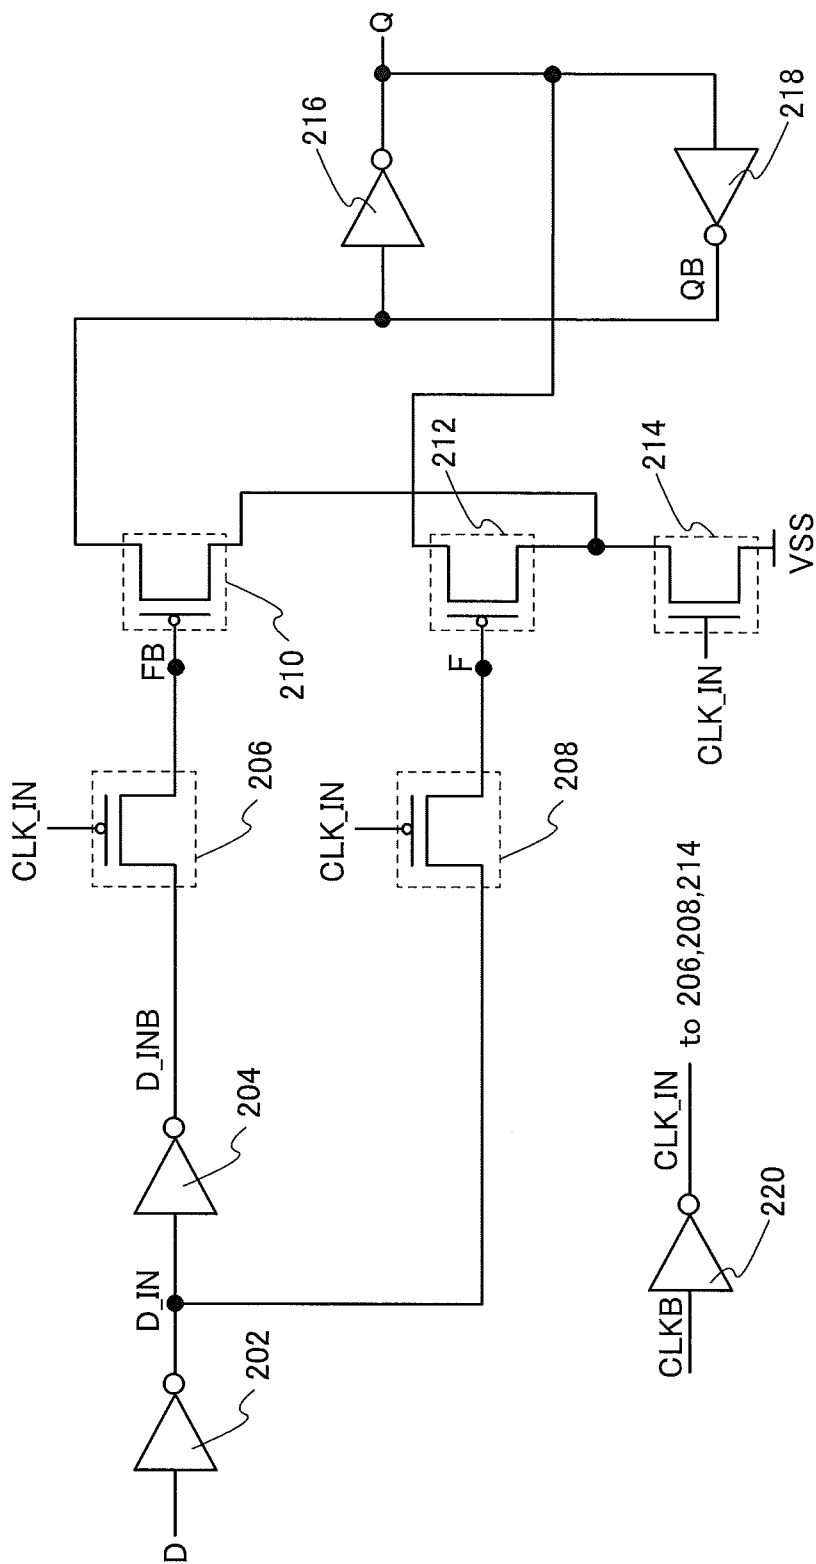 D
202
D_IN
204
D_INB
CLK_IN
206
FB
210
CLK_IN
208
F
212
CLK_IN
214
VSS
216
Q
QB
218
CLKB
220
CLK_IN
to 206,208,214